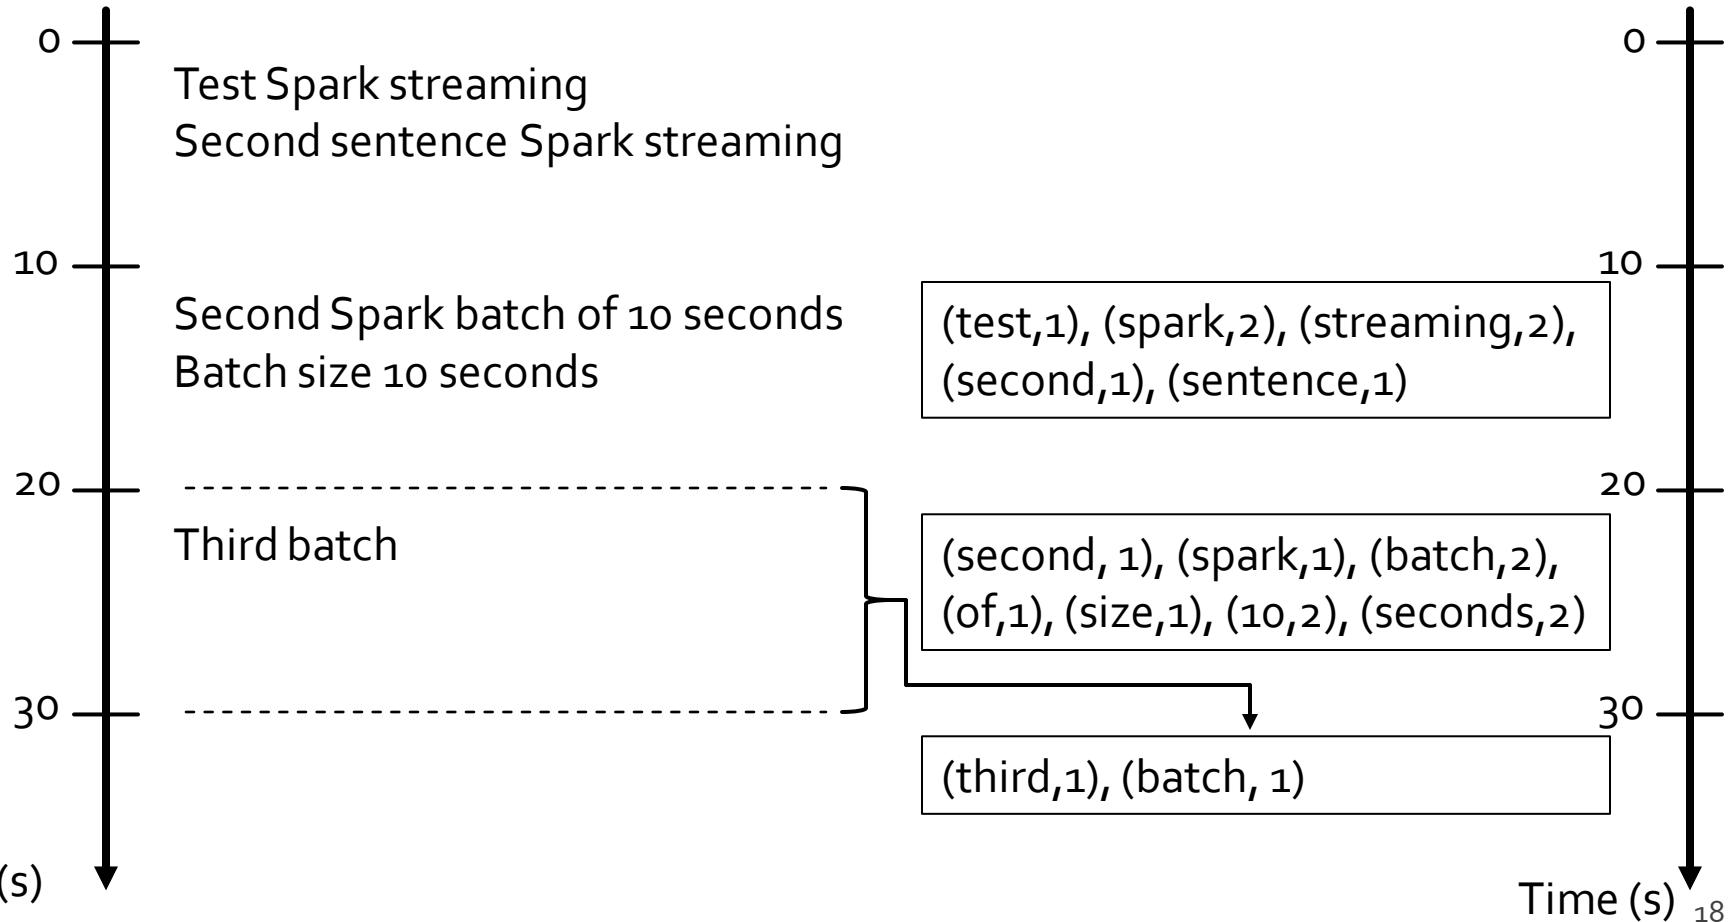 0
Test Spark streaming
Second sentence Spark streaming
10
Second Spark batch of 10 seconds
Batch size 10 seconds
20
Third batch
30
(s)
0
10
(test,1), (spark,2), (streaming,2),
(second,1), (sentence,1)
20
(second, 1), (spark,1), (batch,2),
(of,1), (size,1), (10,2), (seconds,2)
30
(third,1), (batch, 1)
Time (s)
18